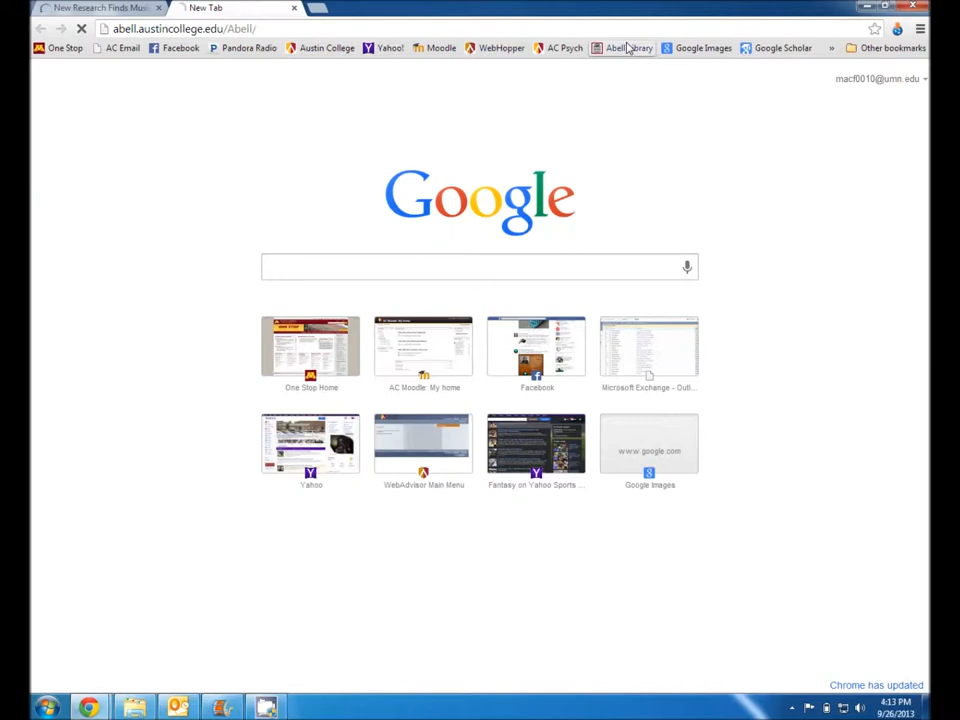 New Research Finds Musi
New Tab
abell.austincollege.edu/Abell/
One Stop AC Email Facebook Pandora Radio Austin College Yahoo! Moodle WebHopper AC Psych Abell Library Google Images Google Scholar » Other bookmarks
macf0010@umn.edu
Google
www.google.com
One Stop Home AC Moodle: My home Facebook Microsoft Exchange - Outl...
Yahoo WebAdvisor Main Menu Fantasy on Yahoo Sports ... Google Images
Chrome has updated
4:13 PM
9/26/2013